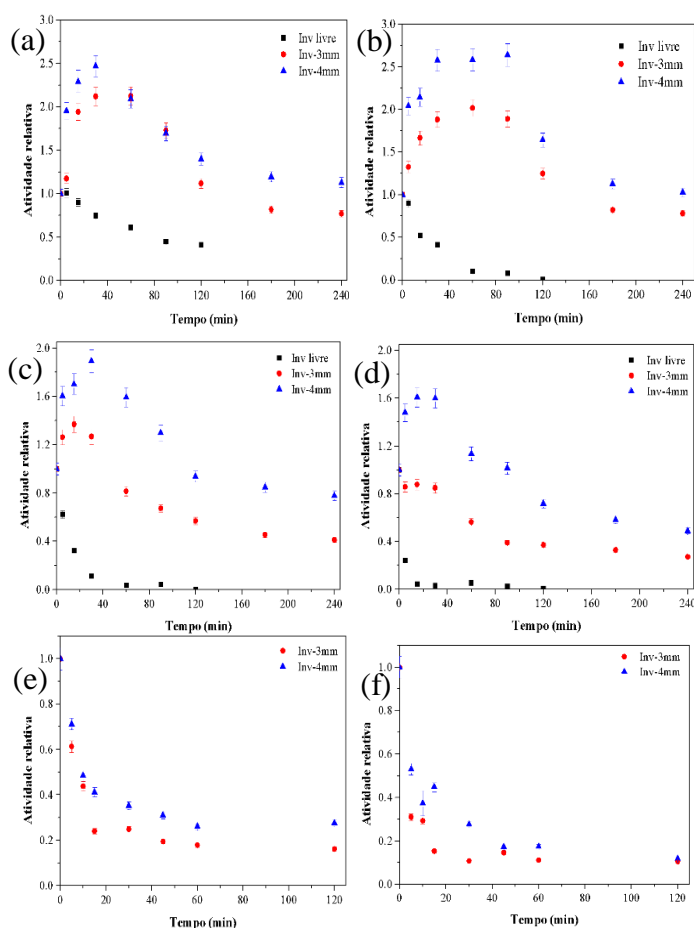 (a)
Inv livre
Inv-3mm
Inv-4mm
3.0
2.5
2.0
1.5
1.0
0.5
0.0
Atividade relativa
0 40 80 120 160 200 240
Tempo (min)
(b)
Inv livre
Inv-3mm
Inv-4mm
3.0
2.5
2.0
1.5
1.0
0.5
0.0
Atividade relativa
0 40 80 120 160 200 240
Tempo (min)
(c)
Inv livre
Inv-3mm
Inv-4mm
2.0
1.6
1.2
0.8
0.4
0.0
Atividade relativa
0 40 80 120 160 200 240
Tempo (min)
(d)
Inv livre
Inv-3mm
Inv-4mm
2.0
1.6
1.2
0.8
0.4
0.0
Atividade relativa
0 40 80 120 160 200 240
Tempo (min)
(e)
Inv-3mm
Inv-4mm
1.0
0.8
0.6
0.4
0.2
0.0
Atividade relativa
0 20 40 60 80 100 120
Tempo (min)
(f)
Inv-3mm
Inv-4mm
1.0
0.8
0.6
0.4
0.2
0.0
Atividade relativa
0 20 40 60 80 100 120
Tempo (min)